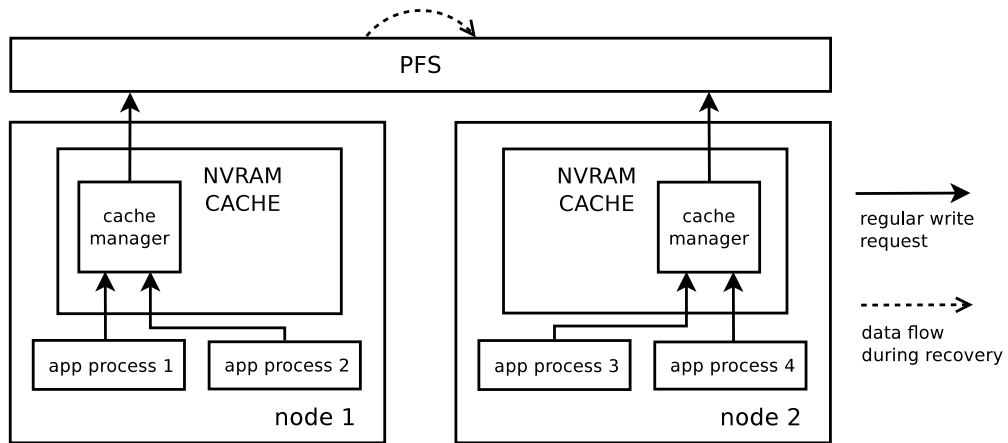 PFS
NVRAM
CACHE
cache
manager
app process 1
app process 2
node 1
NVRAM
CACHE
cache
manager
app process 3
app process 4
node 2
regular write
request
data flow
during recovery